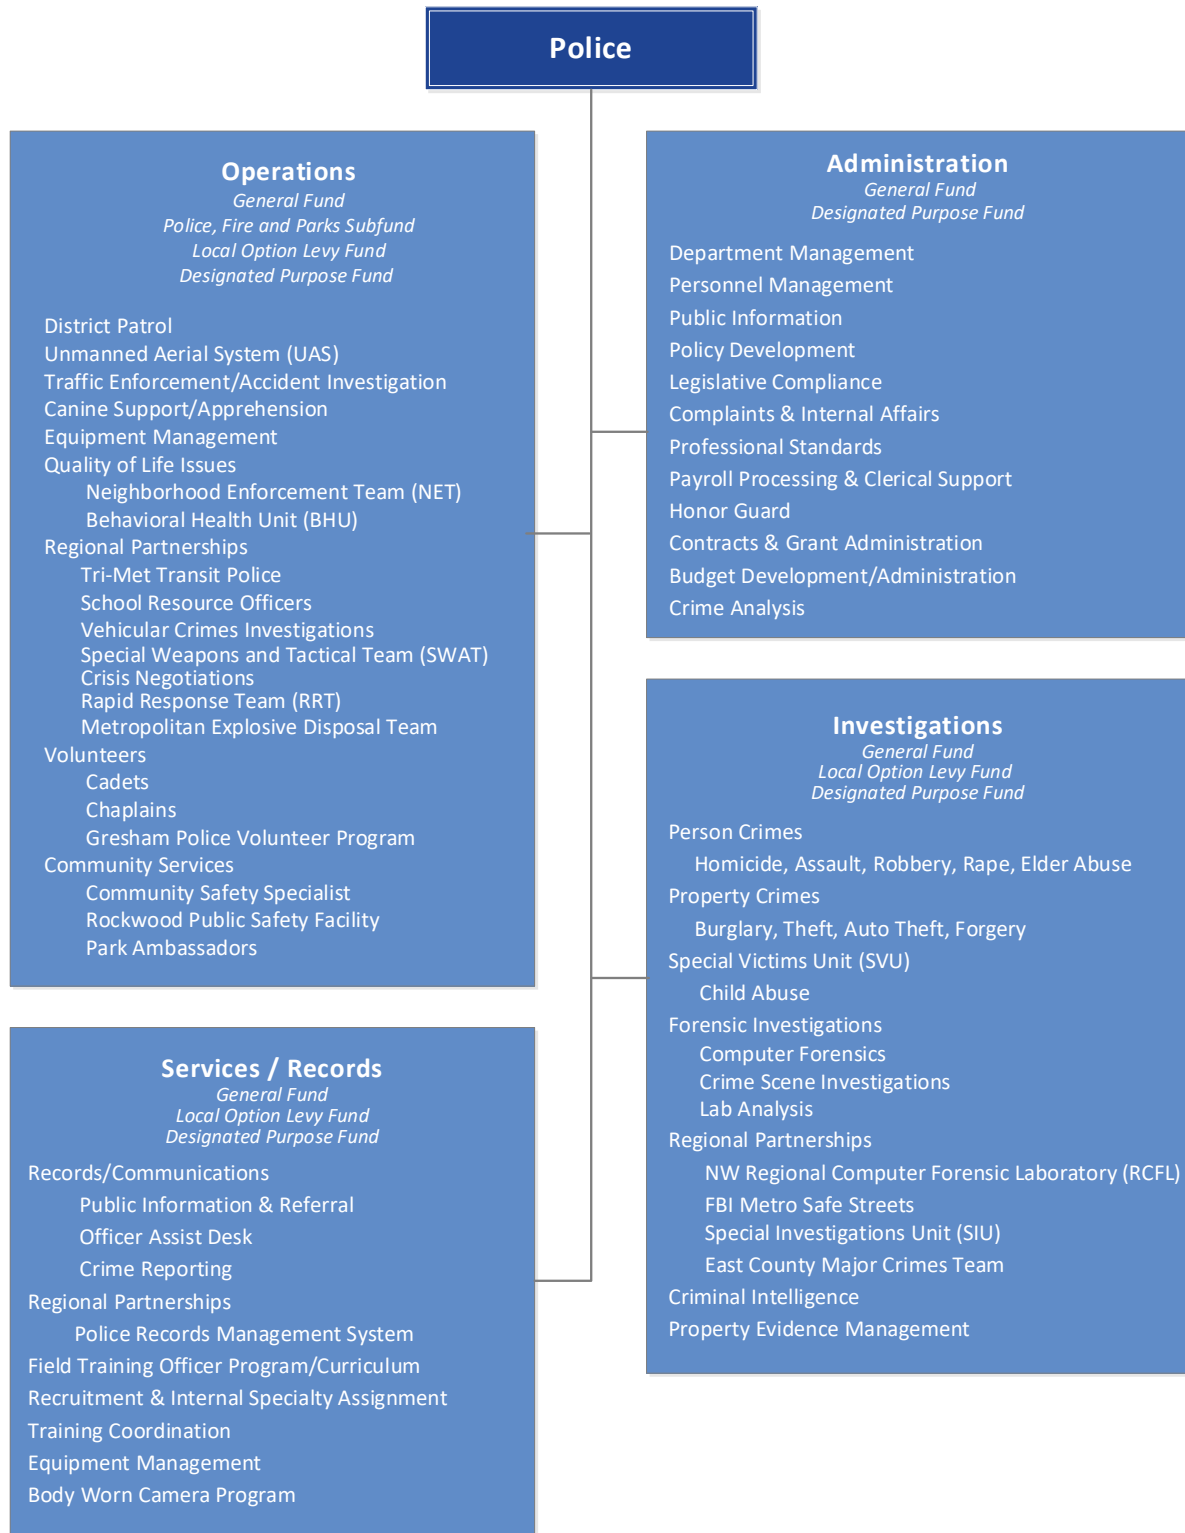 Police
Operations
General Fund
Police, Fire and Parks Subfund
Local Option Levy Fund
Designated Purpose Fund
District Patrol
Unmanned Aerial System (UAS)
Traffic Enforcement/Accident Investigation
Canine Support/Apprehension
Equipment Management
Quality of Life Issues
Neighborhood Enforcement Team (NET)
Behavioral Health Unit (BHU)
Regional Partnerships
Tri-Met Transit Police
School Resource Officers
Vehicular Crimes Investigations
Special Weapons and Tactical Team (SWAT)
Crisis Negotiations
Rapid Response Team (RRT)
Metropolitan Explosive Disposal Team
Volunteers
Cadets
Chaplains
Gresham Police Volunteer Program
Community Services
Community Safety Specialist
Rockwood Public Safety Facility
Park Ambassadors
Administration
General Fund
Designated Purpose Fund
Department Management
Personnel Management
Public Information
Policy Development
Legislative Compliance
Complaints & Internal Affairs
Professional Standards
Payroll Processing & Clerical Support
Honor Guard
Contracts & Grant Administration
Budget Development/Administration
Crime Analysis
Services / Records
General Fund
Local Option Levy Fund
Designated Purpose Fund
Records/Communications
Public Information & Referral
Officer Assist Desk
Crime Reporting
Regional Partnerships
Police Records Management System
Field Training Officer Program/Curriculum
Recruitment & Internal Specialty Assignment
Training Coordination
Equipment Management
Body Worn Camera Program
Investigations
General Fund
Local Option Levy Fund
Designated Purpose Fund
Person Crimes
Homicide, Assault, Robbery, Rape, Elder Abuse
Property Crimes
Burglary, Theft, Auto Theft, Forgery
Special Victims Unit (SVU)
Child Abuse
Forensic Investigations
Computer Forensics
Crime Scene Investigations
Lab Analysis
Regional Partnerships
NW Regional Computer Forensic Laboratory (RCFL)
FBI Metro Safe Streets
Special Investigations Unit (SIU)
East County Major Crimes Team
Criminal Intelligence
Property Evidence Management